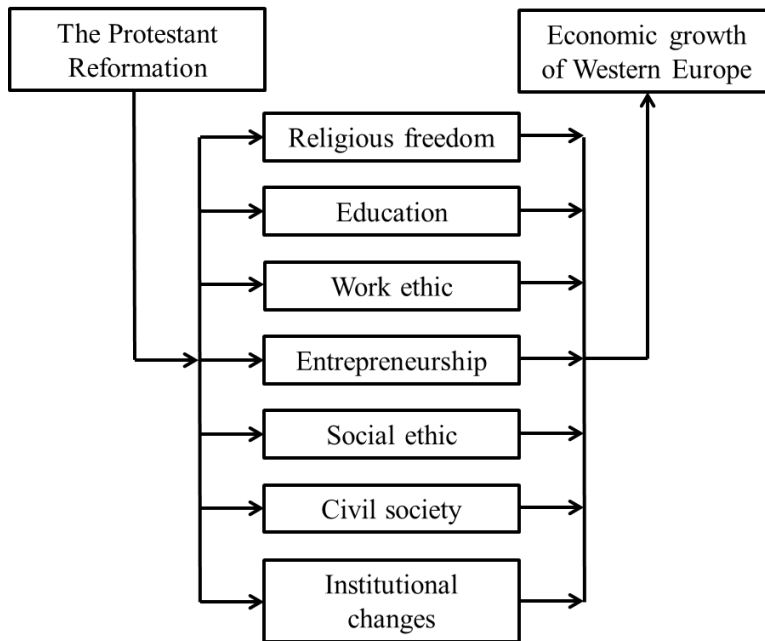 The Protestant
Reformation
Economic growth
of Western Europe
Religious freedom
Education
Work ethic
Entrepreneurship
Social ethic
Civil society
Institutional
changes